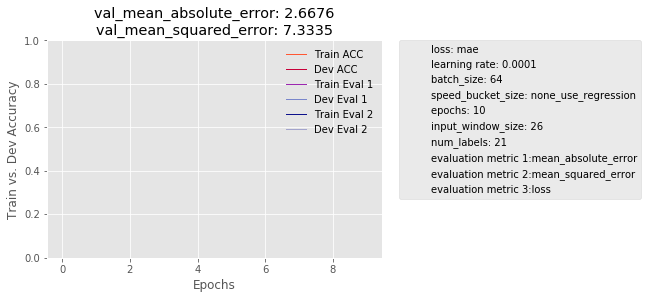 val_mean_absolute_error: 2.6676
val_mean_squared_error: 7.3335
1.0
0.8
0.6
0.4
0.2
0.0
Train vs. Dev Accuracy
0 2 4 6 8
Epochs
Train ACC
Dev ACC
Train Eval 1
Dev Eval 1
Train Eval 2
Dev Eval 2
loss: mae
learning rate: 0.0001
batch_size: 64
speed_bucket_size: none_use_regression
epochs: 10
input_window_size: 26
num_labels: 21
evaluation metric 1:mean_absolute_error
evaluation metric 2:mean_squared_error
evaluation metric 3:loss